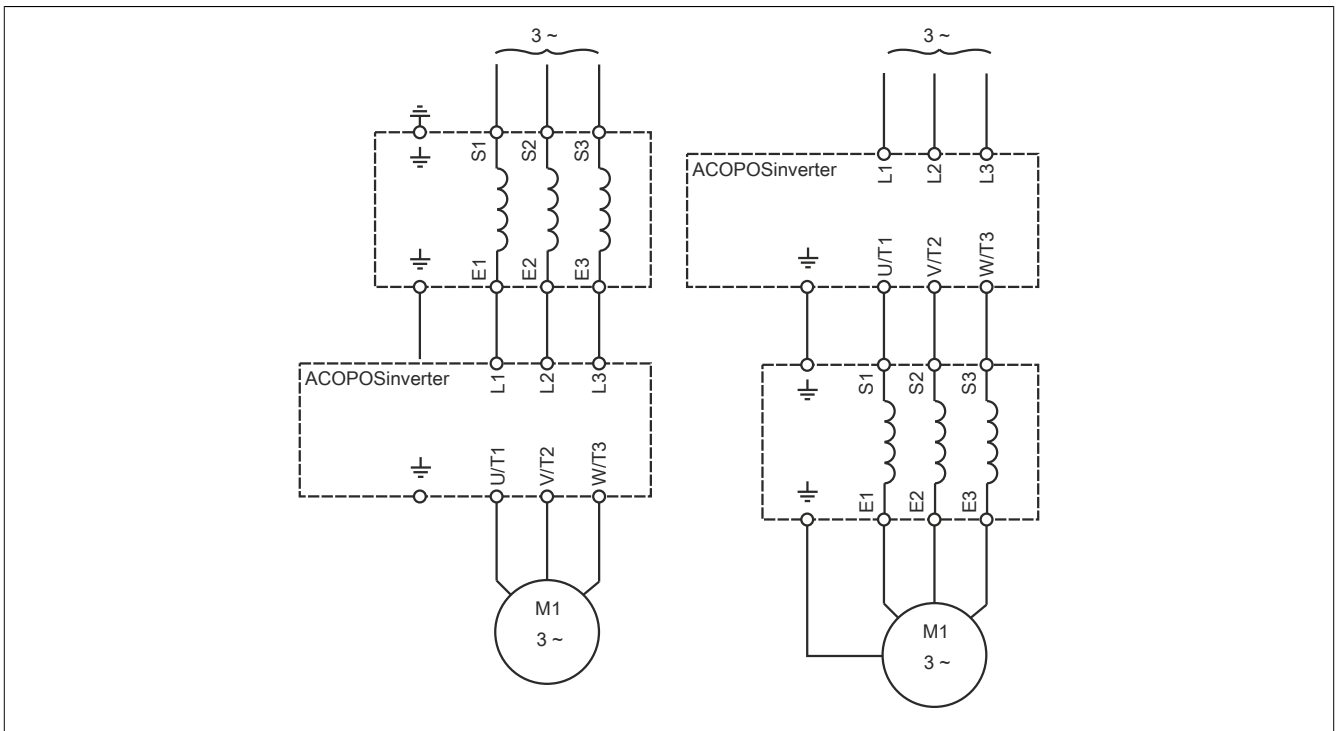 3 ~
S1 S2 S3
E1 E2 E3
ACOPOSinverter
L1 L2 L3
U/T1 V/T2 W/T3
M1
3 ~
3 ~
ACOPOSinverter
L1 L2 L3
U/T1 V/T2 W/T3
S1 S2 S3
E1 E2 E3
M1
3 ~